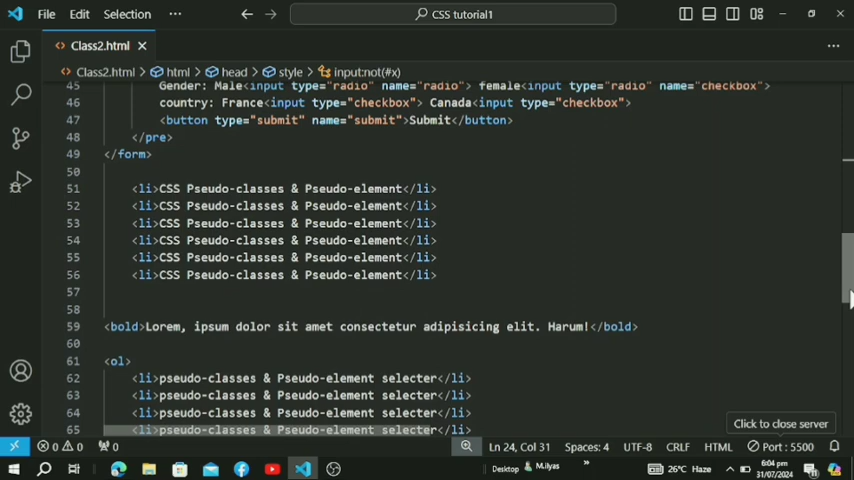 File Edit Selection ··· CSS tutorial1
Class2.html
Class2.html > html > head > style > input:not(#x)
45 Gender: Male<input type="radio" name="radio"> female<input type="radio" name="checkbox">
46 country: France<input type="checkbox"> Canada<input type="checkbox">
47 <button type="submit" name="submit">Submit</button>
48 </pre>
49 </form>
50
51 <li>CSS Pseudo-classes & Pseudo-element</li>
52 <li>CSS Pseudo-classes & Pseudo-element</li>
53 <li>CSS Pseudo-classes & Pseudo-element</li>
54 <li>CSS Pseudo-classes & Pseudo-element</li>
55 <li>CSS Pseudo-classes & Pseudo-element</li>
56 <li>CSS Pseudo-classes & Pseudo-element</li>
57
58
59 <bold>Lorem, ipsum dolor sit amet consectetur adipisicing elit. Harum!</bold>
60
61 <ol>
62 <li>pseudo-classes & Pseudo-element selecter</li>
63 <li>pseudo-classes & Pseudo-element selecter</li>
64 <li>pseudo-classes & Pseudo-element selecter</li>
65 <li>pseudo-classes & Pseudo-element selecter</li>
Click to close server
0 0 0 Ln 24, Col 31 Spaces: 4 UTF-8 CRLF HTML Port : 5500
Desktop M.ilyas » 26°C Haze 6:04 pm
31/07/2024